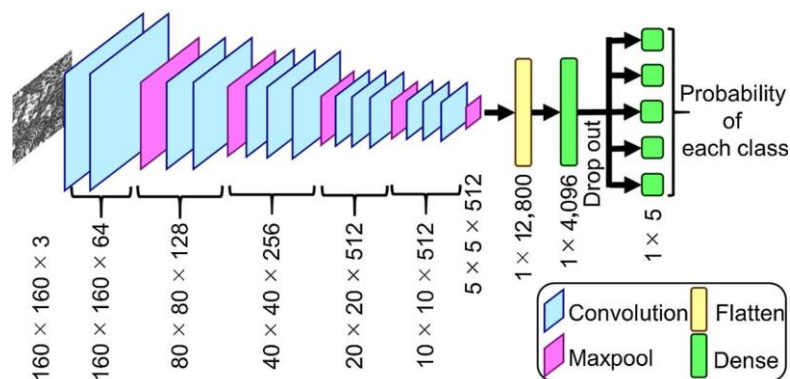 160 × 160 × 3
160 × 160 × 64
80 × 80 × 128
40 × 40 × 256
20 × 20 × 512
10 × 10 × 512
5 × 5 × 512
1 × 12,800
1 × 4,096
Drop out
1 × 5
Probability
of
each class
Convolution
Maxpool
Flatten
Dense